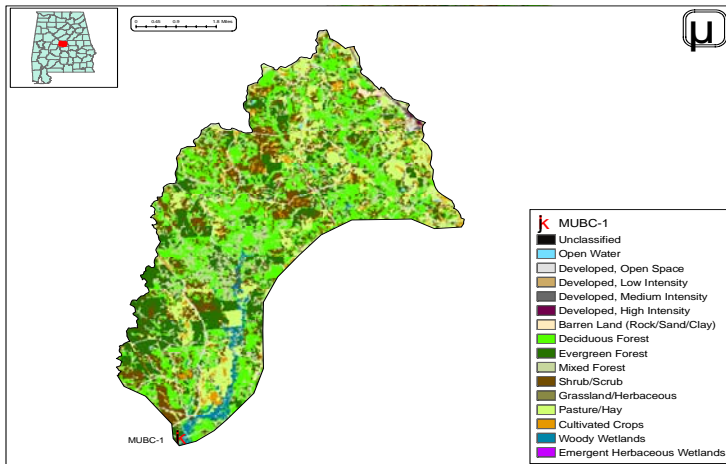 0 0.45 0.9 1.8 Miles
µ
MUBC-1
Unclassified
Open Water
Developed, Open Space
Developed, Low Intensity
Developed, Medium Intensity
Developed, High Intensity
Barren Land (Rock/Sand/Clay)
Deciduous Forest
Evergreen Forest
Mixed Forest
Shrub/Scrub
Grassland/Herbaceous
Pasture/Hay
Cultivated Crops
Woody Wetlands
Emergent Herbaceous Wetlands
MUBC-1